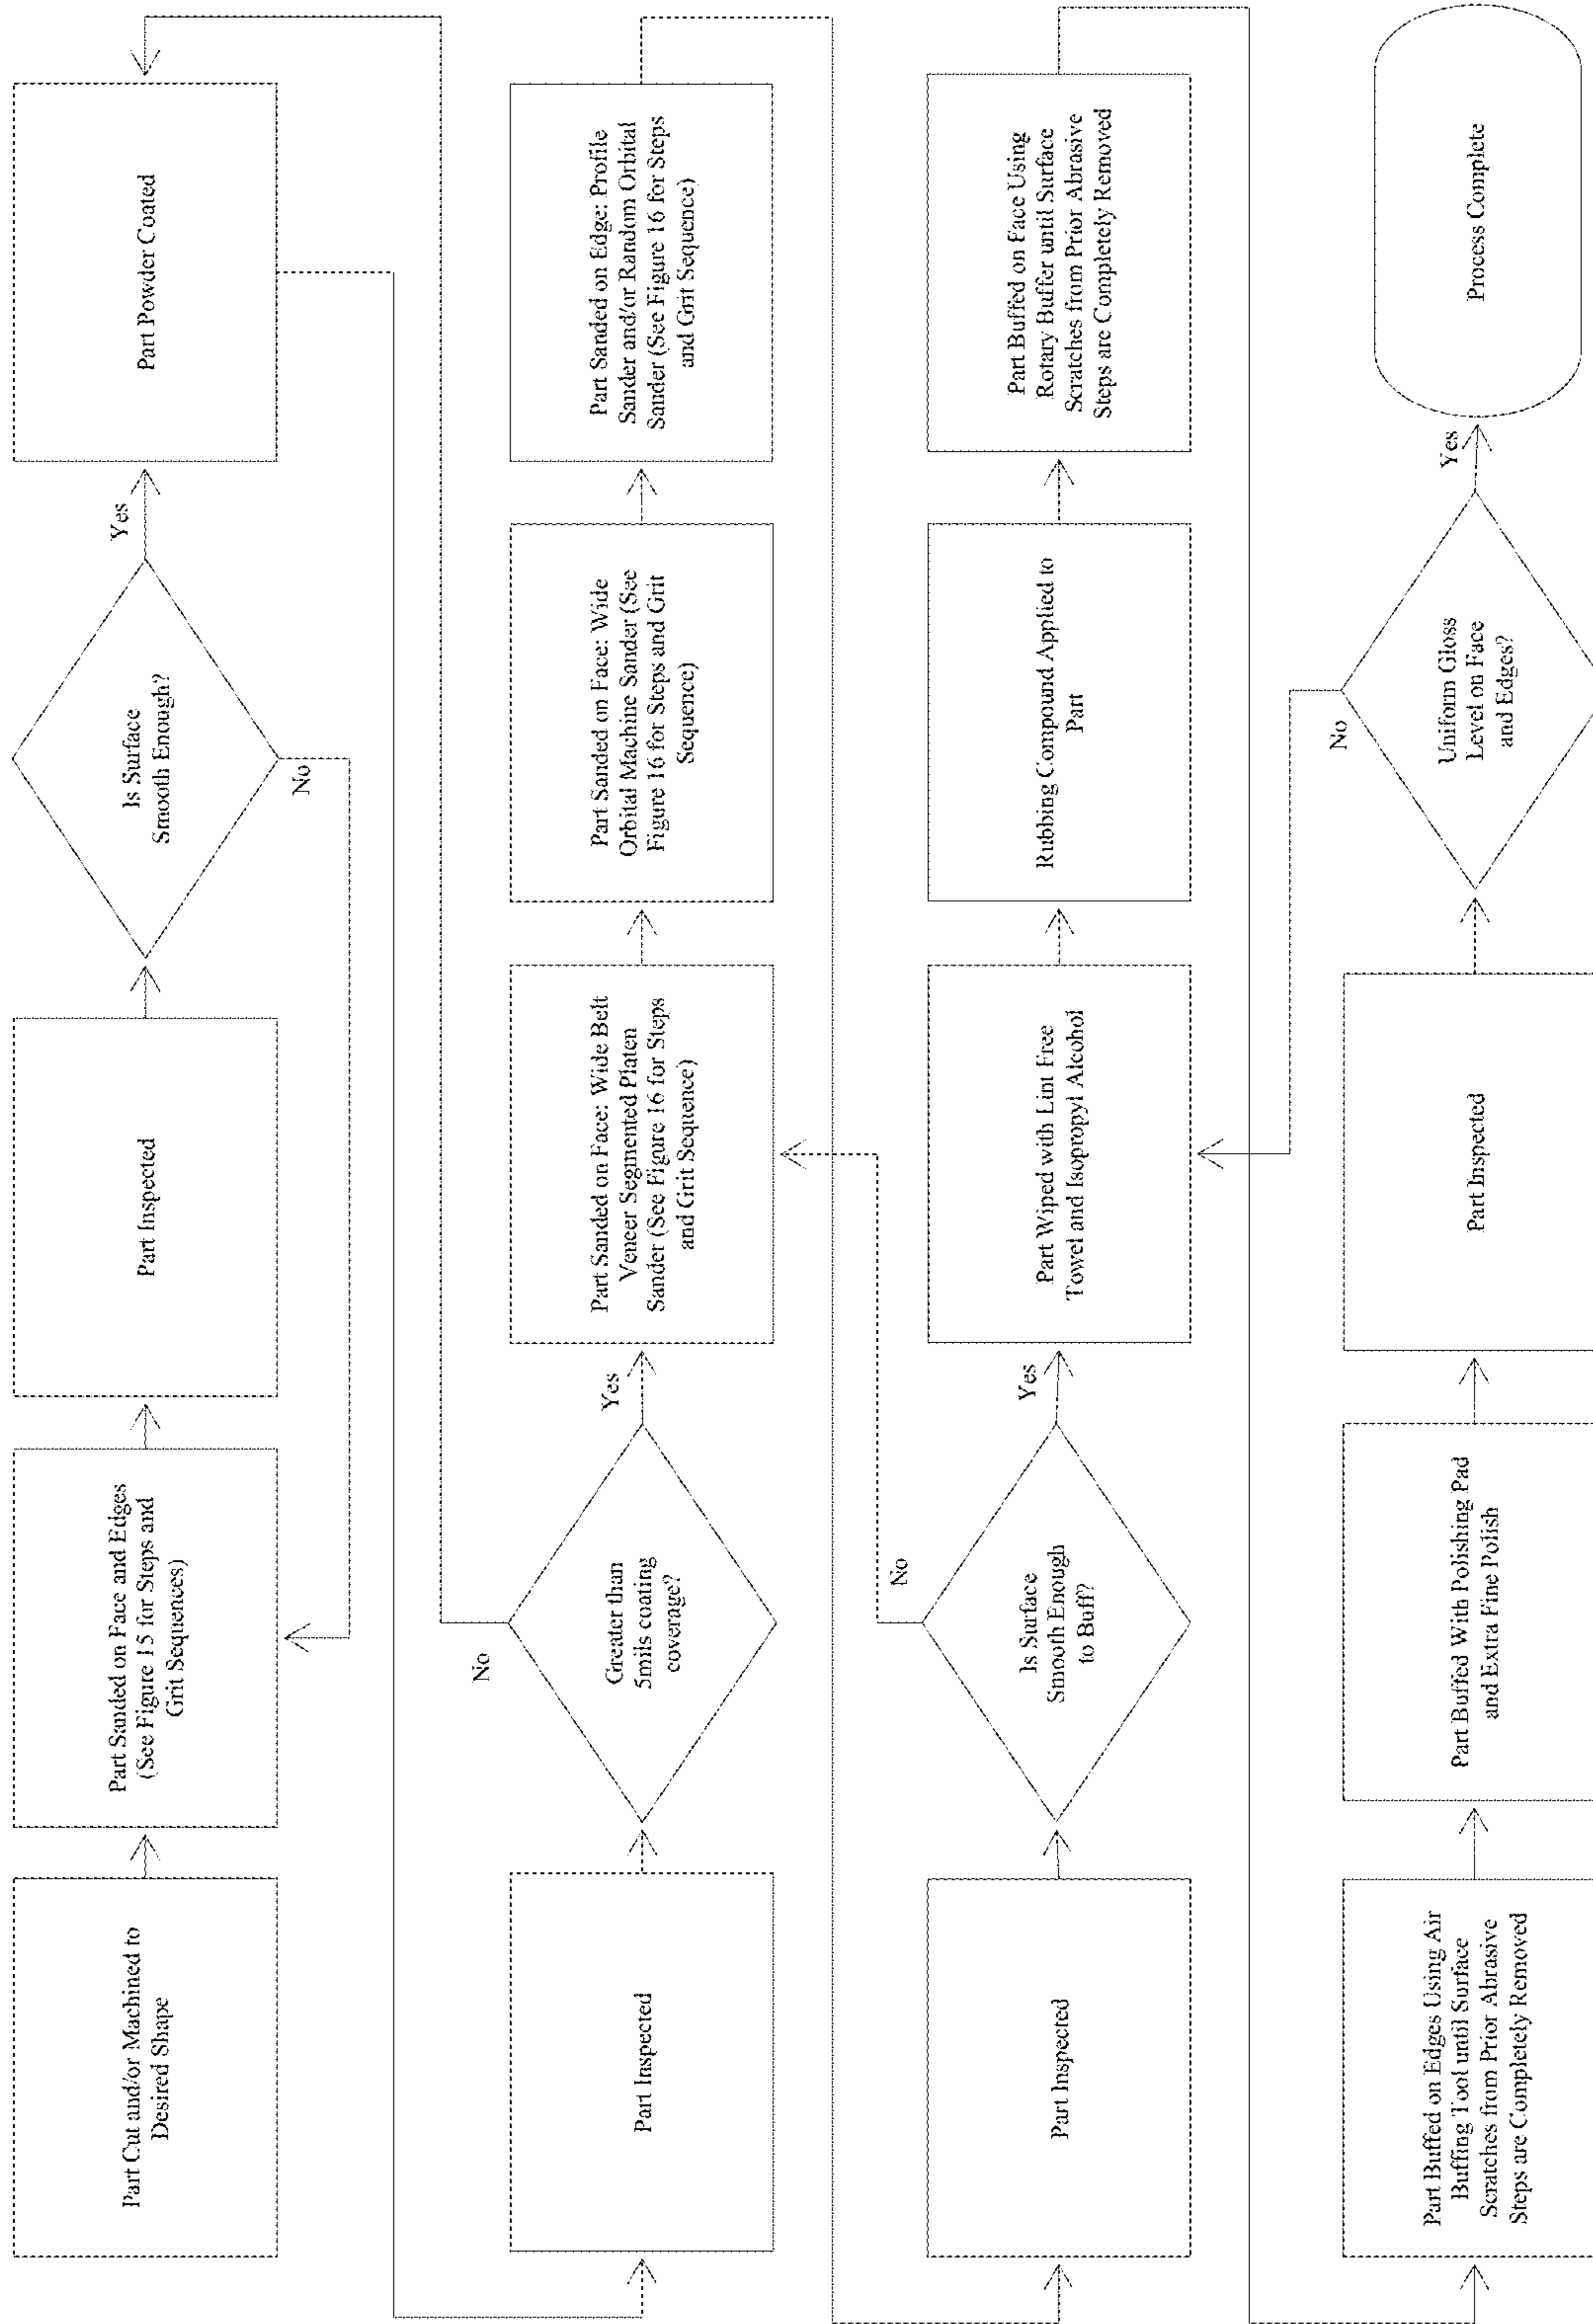 Part Cut and/or Machined to
Desired Shape
Part Sanded on Face and Edges
(See Figure 15 for Steps and
Grit Sequences)
Part Inspected
Is Surface
Smooth Enough?
Yes
No
Part Powder Coated
Part Inspected
Greater than
5mils coating
coverage?
No
Yes
Part Sanded on Face: Wide Belt
Veneer Segmented Platen
Sander (See Figure 16 for Steps
and Grit Sequence)
Part Sanded on Face: Wide
Orbital Machine Sander (See
Figure 16 for Steps and Grit
Sequence)
Part Sanded on Edge: Profile
Sander and/or Random Orbital
Sander (See Figure 16 for Steps
and Grit Sequence)
Part Inspected
Is Surface
Smooth Enough
to Buff?
No
Yes
Part Wiped with Lint Free
Towel and Isopropyl Alcohol
Rubbing Compound Applied to
Part
Part Buffed on Face Using
Rotary Buffer until Surface
Scratches from Prior Abrasive
Steps are Completely Removed
Part Buffed on Edges Using Air
Buffing Tool until Surface
Scratches from Prior Abrasive
Steps are Completely Removed
Part Buffed With Polishing Pad
and Extra Fine Polish
Part Inspected
Uniform Gloss
Level on Face
and Edges?
No
Yes
Process Complete